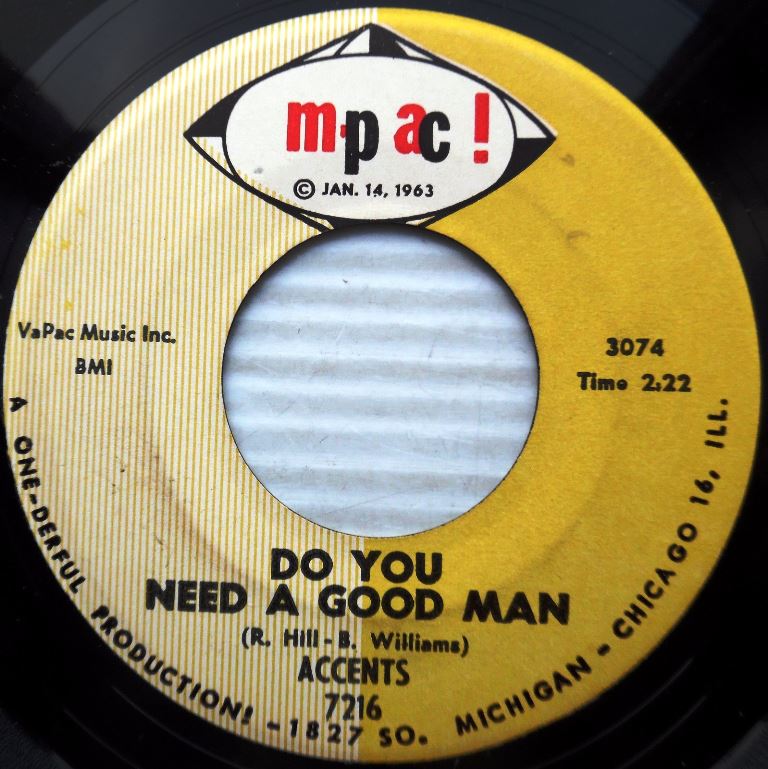 m-pac!
© JAN. 14, 1963
VaPac Music Inc.
BMI
3074
Time 2:22
DO YOU
NEED A GOOD MAN
(R. Hill - B. Williams)
ACCENTS
7216
A ONE-DERFUL PRODUCTION! - 1827 SO. MICHIGAN - CHICAGO 16, ILL.